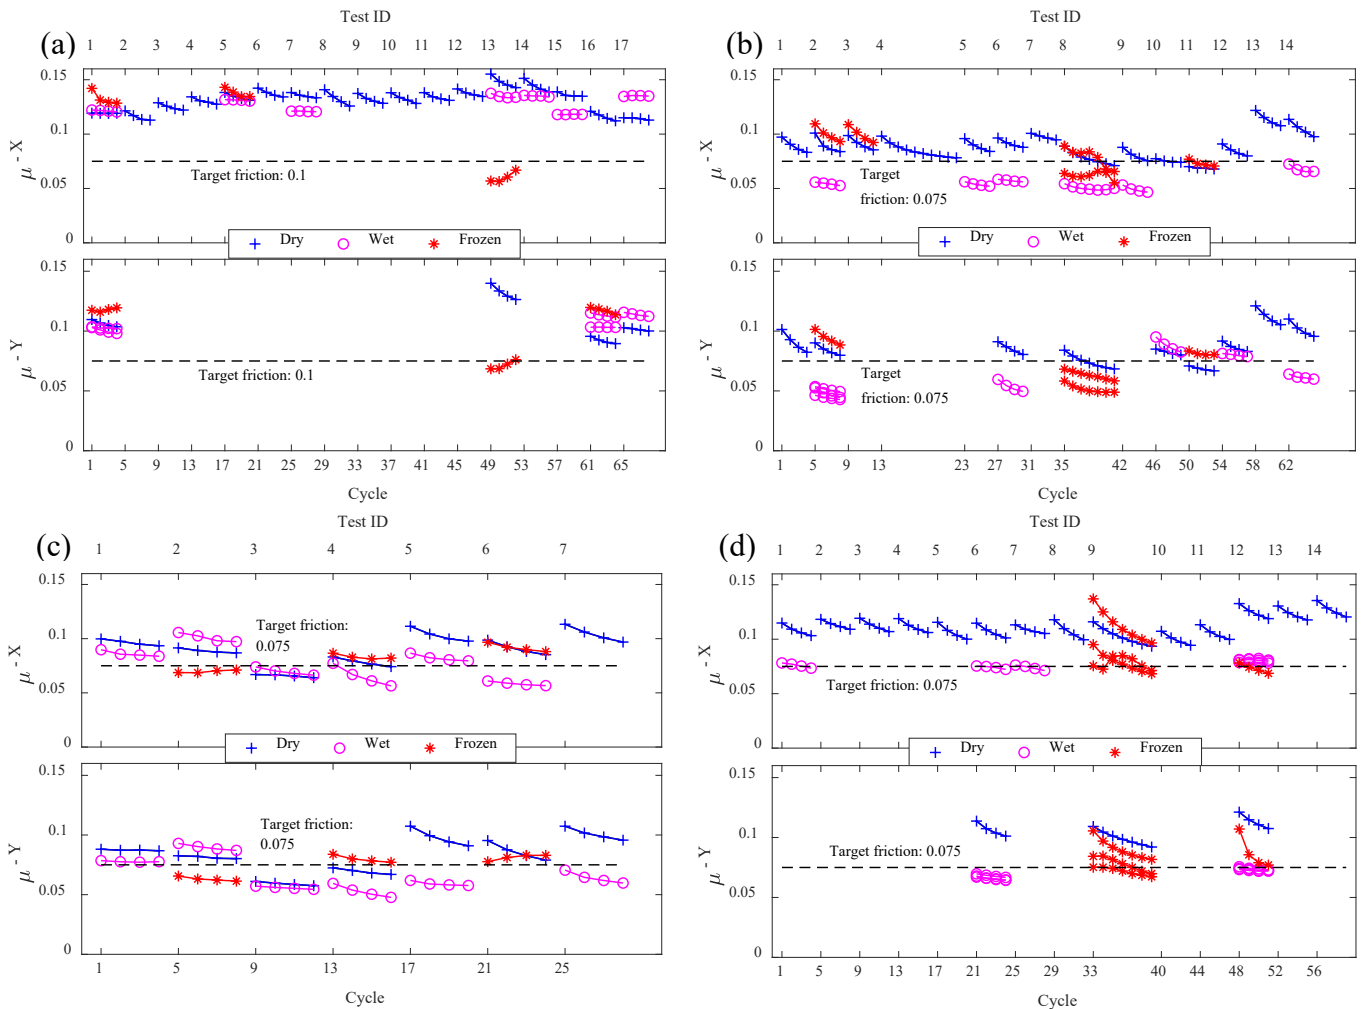 Test ID
(a)
1 2 3 4 5 6 7 8 9 10 11 12 13 14 15 16 17
0.15
0.1
0.05
0
μ - X
Target friction: 0.1
Dry Wet Frozen
0.15
0.1
0.05
0
μ - Y
Target friction: 0.1
1 5 9 13 17 21 25 29 33 37 41 45 49 53 57 61 65
Cycle
Test ID
(b)
1 2 3 4 5 6 7 8 9 10 11 12 13 14
0.15
0.1
0.05
0
μ - X
Target
friction: 0.075
Dry Wet Frozen
0.15
0.1
0.05
0
μ - Y
Target
friction: 0.075
1 5 9 13 23 27 31 35 42 46 50 54 58 62
Cycle
Test ID
(c)
1 2 3 4 5 6 7
0.15
0.1
0.05
0
μ - X
Target friction:
0.075
Dry Wet Frozen
0.15
0.1
0.05
0
μ - Y
Target friction:
0.075
1 5 9 13 17 21 25
Cycle
Test ID
(d)
1 2 3 4 5 6 7 8 9 10 11 12 13 14
0.15
0.1
0.05
0
μ - X
Target friction: 0.075
Dry Wet Frozen
0.15
0.1
0.05
0
μ - Y
Target friction: 0.075
1 5 9 13 17 21 25 29 33 40 44 48 52 56
Cycle